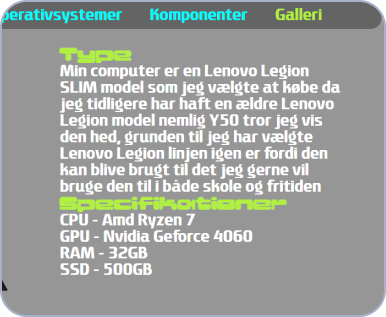 perativsystemer Komponenter Galleri
Type
Min computer er en Lenovo Legion
SLIM model som jeg vælgte at købe da
jeg tidligere har haft en ældre Lenovo
Legion model nemlig Y50 tror jeg vis
den hed, grunden til jeg har vælgte
Lenovo Legion linjen igen er fordi den
kan blive brugt til det jeg gerne vil
bruge den til i både skole og fritiden
Specifikationer
CPU - Amd Ryzen 7
GPU - Nvidia Geforce 4060
RAM - 32GB
SSD - 500GB